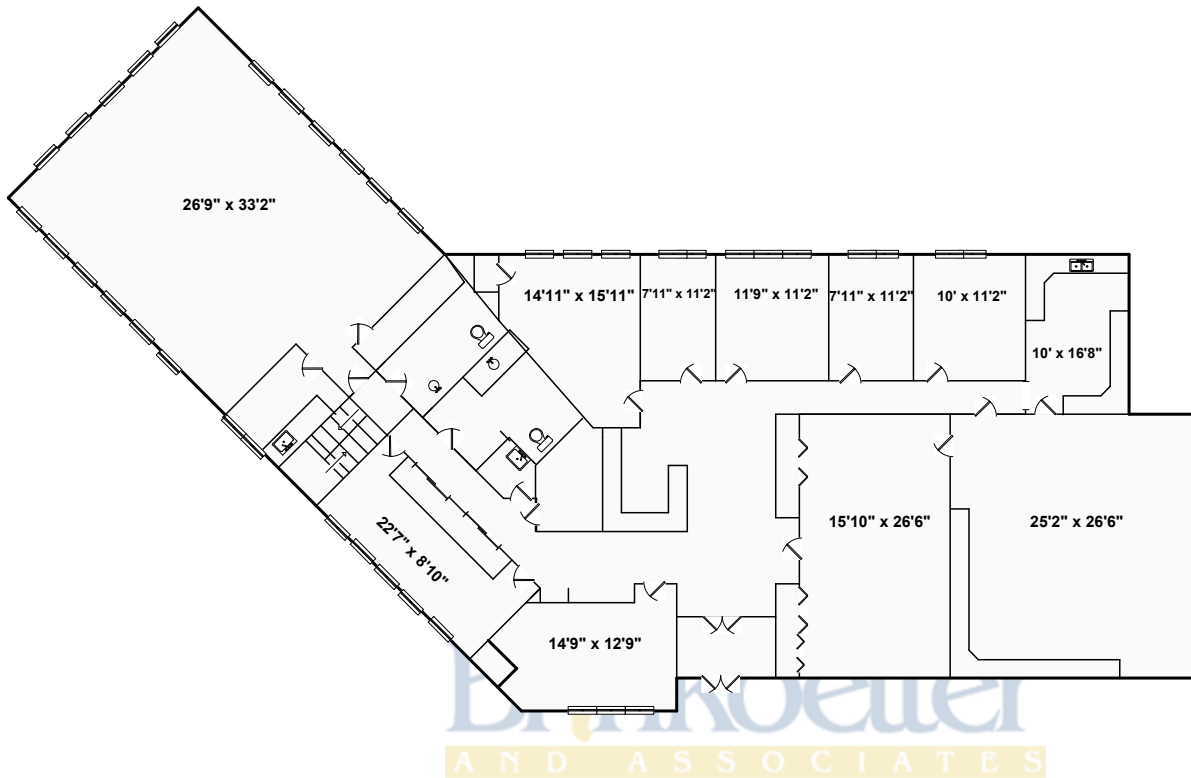 26'9" x 33'2"
14'11" x 15'11"
7'11" x 11'2"
11'9" x 11'2"
7'11" x 11'2"
10' x 11'2"
10' x 16'8"
22'7" x 8'10"
15'10" x 26'6"
25'2" x 26'6"
14'9" x 12'9"
AND ASSOCIATES